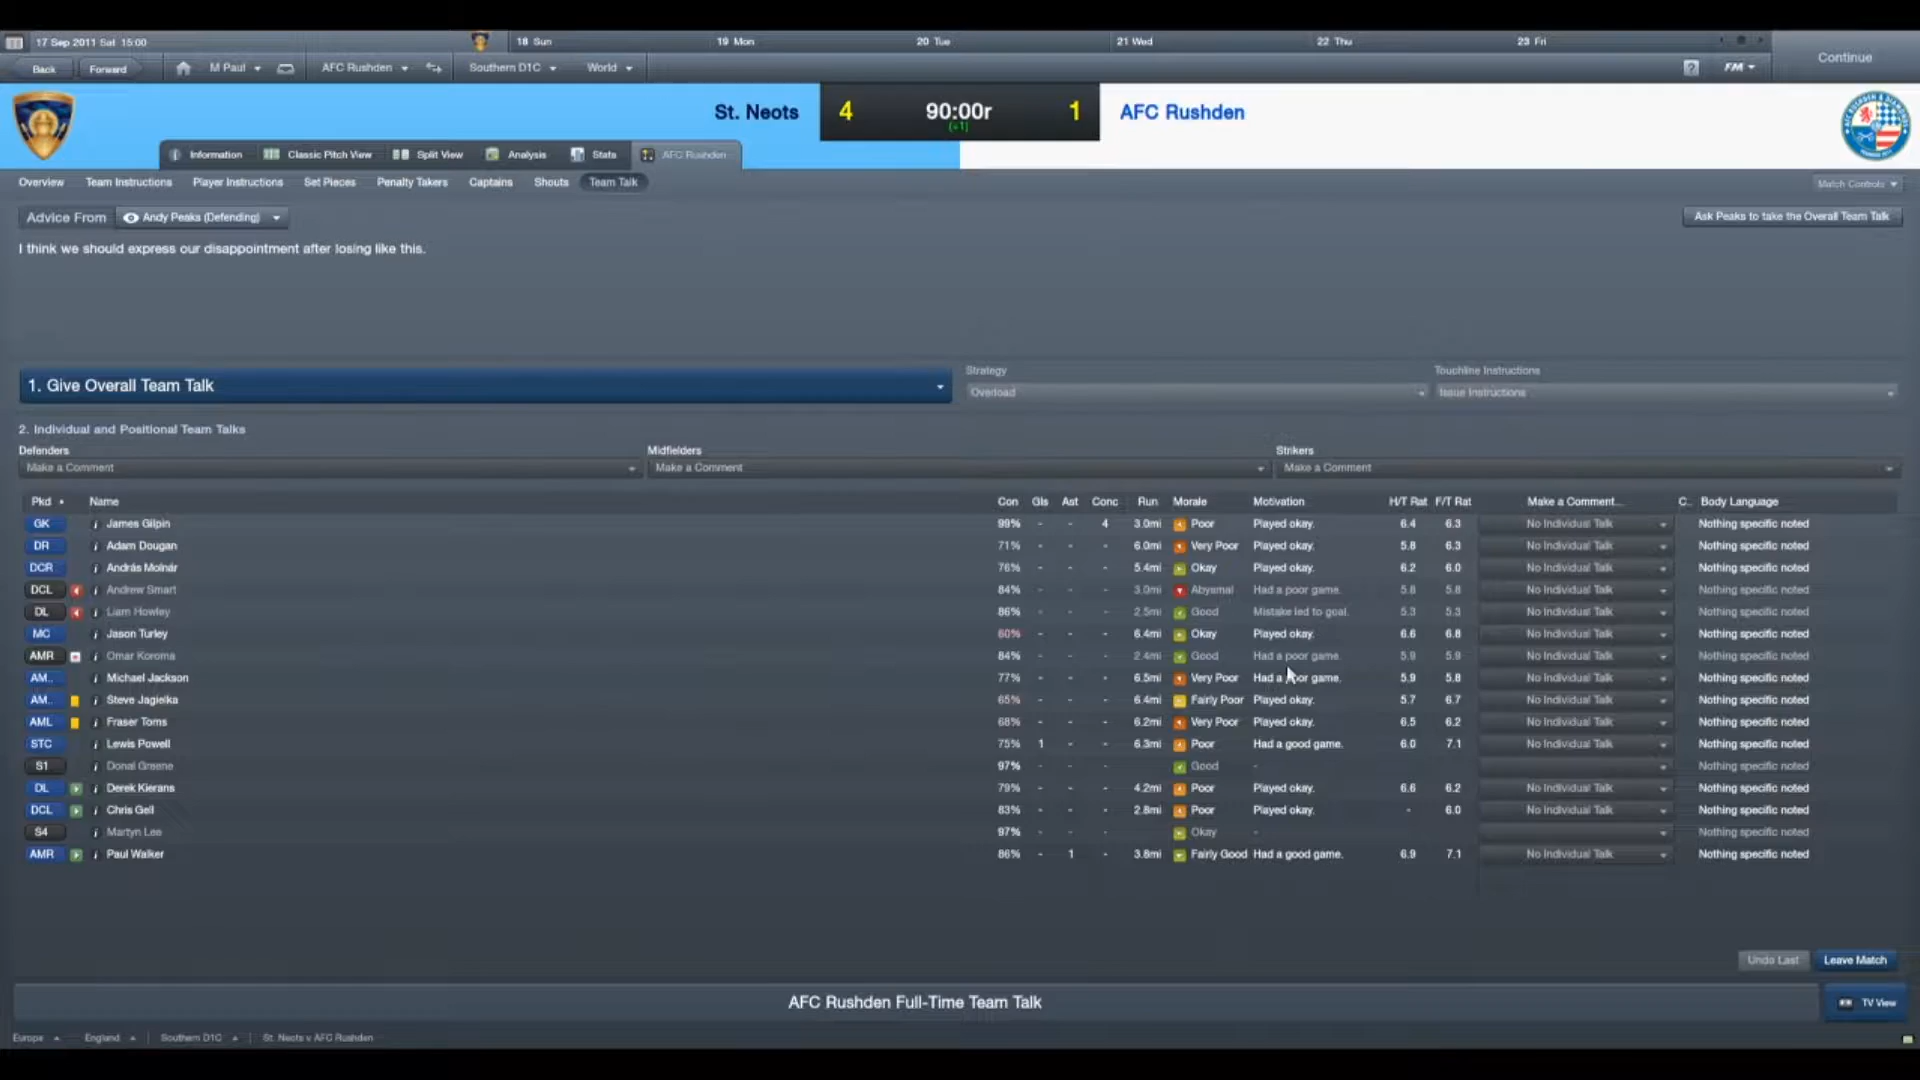 17 Sep 2011 Sat 15:00 18 Sun 19 Mon 20 Tue 21 Wed 22 Thu 23 Fri
Back Forward M Paul AFC Rushden Southern D1C World ? FM Continue
St. Neots 4 90:00r 1 AFC Rushden
(+1)
Information Classic Pitch View Split View Analysis Stats AFC Rushden
Overview Team Instructions Player Instructions Set Pieces Penalty Takers Captains Shouts Team Talk Match Controls
Advice From Andy Peaks (Defending) Ask Peaks to take the Overall Team Talk
I think we should express our disappointment after losing like this.
Strategy Touchline Instructions
1. Give Overall Team Talk Overload Issue Instructions
2. Individual and Positional Team Talks
Defenders Midfielders Strikers
Make a Comment Make a Comment Make a Comment
Pkd Name Con Gls Ast Conc Run Morale Motivation H/T Rat F/T Rat Make a Comment... C.. Body Language
GK i James Gilpin 99% - - 4 3.0mi Poor Played okay. 6.4 6.3 No Individual Talk Nothing specific noted
DR i Adam Dougan 71% - - - 6.0mi Very Poor Played okay. 5.8 6.3 No Individual Talk Nothing specific noted
DCR i András Molnár 76% - - - 5.4mi Okay Played okay. 6.2 6.0 No Individual Talk Nothing specific noted
DCL i Andrew Smart 84% - - - 3.0mi Abysmal Had a poor game. 5.8 5.8 No Individual Talk Nothing specific noted
DL i Liam Howley 86% - - - 2.5mi Good Mistake led to goal. 5.3 5.3 No Individual Talk Nothing specific noted
MC i Jason Turley 60% - - - 6.4mi Okay Played okay. 6.6 6.8 No Individual Talk Nothing specific noted
AMR i Omar Koroma 84% - - - 2.4mi Good Had a poor game. 5.9 5.9 No Individual Talk Nothing specific noted
AM.. i Michael Jackson 77% - - - 6.5mi Very Poor Had a poor game. 5.9 5.8 No Individual Talk Nothing specific noted
AM.. i Steve Jagielka 65% - - - 6.4mi Fairly Poor Played okay. 5.7 6.7 No Individual Talk Nothing specific noted
AML i Fraser Toms 68% - - - 6.2mi Very Poor Played okay. 6.5 6.2 No Individual Talk Nothing specific noted
STC i Lewis Powell 75% 1 - - 6.3mi Poor Had a good game. 6.0 7.1 No Individual Talk Nothing specific noted
S1 i Donal Greene 97% - - - Good - Nothing specific noted
DL i Derek Kierans 79% - - - 4.2mi Poor Played okay. 6.6 6.2 No Individual Talk Nothing specific noted
DCL i Chris Gell 83% - - - 2.8mi Poor Played okay. - 6.0 No Individual Talk Nothing specific noted
S4 i Martyn Lee 97% - - - Okay - Nothing specific noted
AMR i Paul Walker 86% - 1 - 3.8mi Fairly Good Had a good game. 6.9 7.1 No Individual Talk Nothing specific noted
Undo Last Leave Match
AFC Rushden Full-Time Team Talk TV View
Europe England Southern D1C St. Neots v AFC Rushden